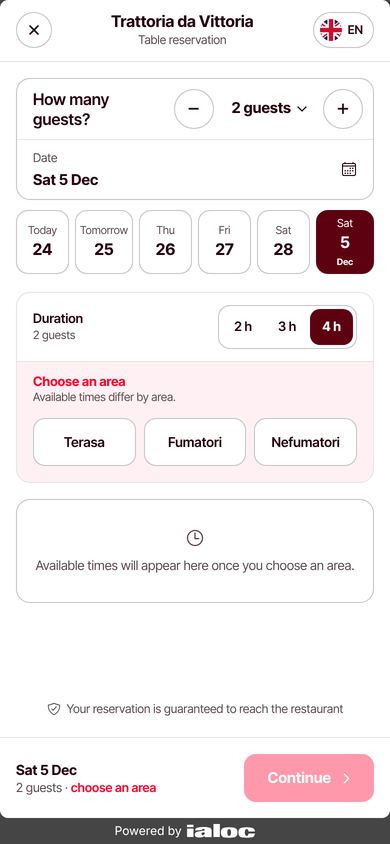 Trattoria da Vittoria
Table reservation
EN
How many
guests?
2 guests
Date
Sat 5 Dec
Today
24
Tomorrow
25
Thu
26
Fri
27
Sat
28
Sat
5
Dec
Duration
2 guests
2 h
3 h
4 h
Choose an area
Available times differ by area.
Terasa
Fumatori
Nefumatori
Available times will appear here once you choose an area.
Your reservation is guaranteed to reach the restaurant
Sat 5 Dec
2 guests · choose an area
Continue
Powered by ialoc